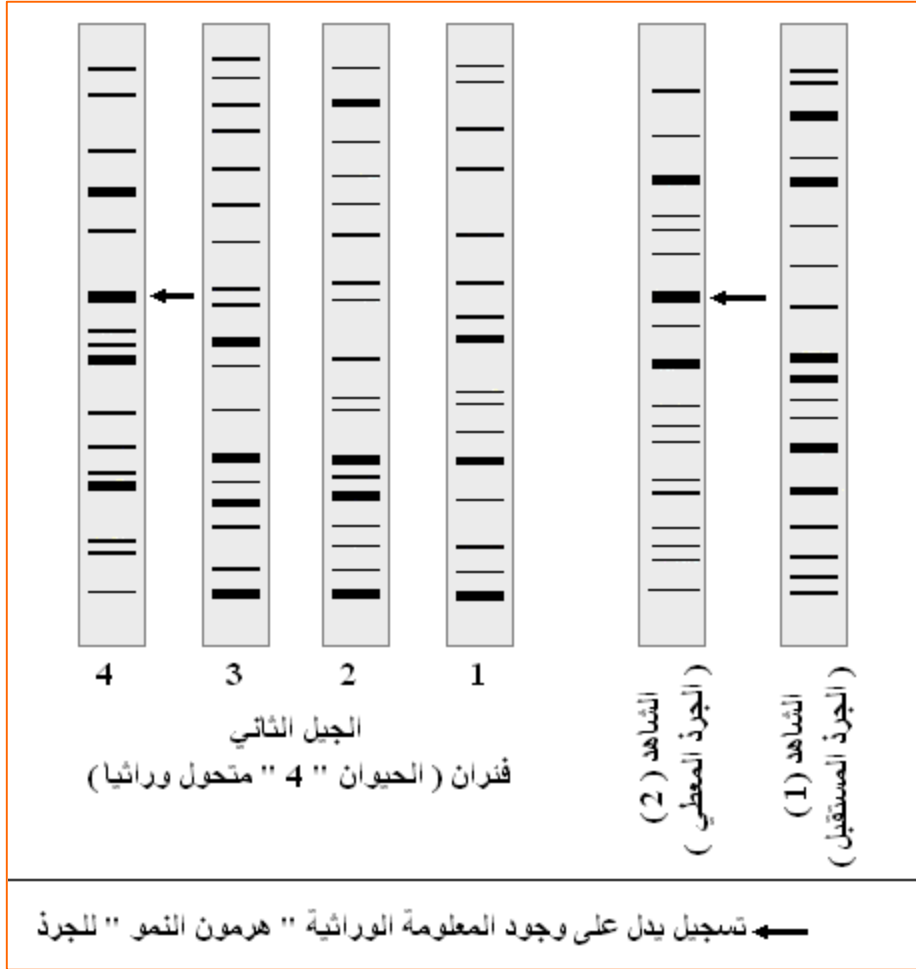 4
3
2
1
الجيل الثاني
فئران ( الحيوان " 4 " متحول وراثيا )
الشاهد ( 2 )
( الجرذ المعطي )
الشاهد ( 1 )
( الجرذ المستقبل )
تسجيل يدل على وجود المعلومة الوراثية " هرمون النمو " للجرذ